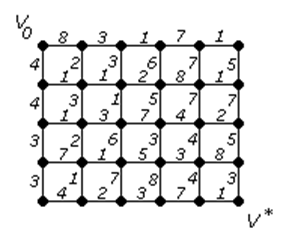 V₀
8 3 1 7 1
4 2 3 6 7 5
1 1 2 8 1
4 3 1 5 7 7
1 3 7 4 2
3 2 6 3 4 5
7 1 5 3 8
3 1 7 8 7 3
4 2 3 4 1
V*